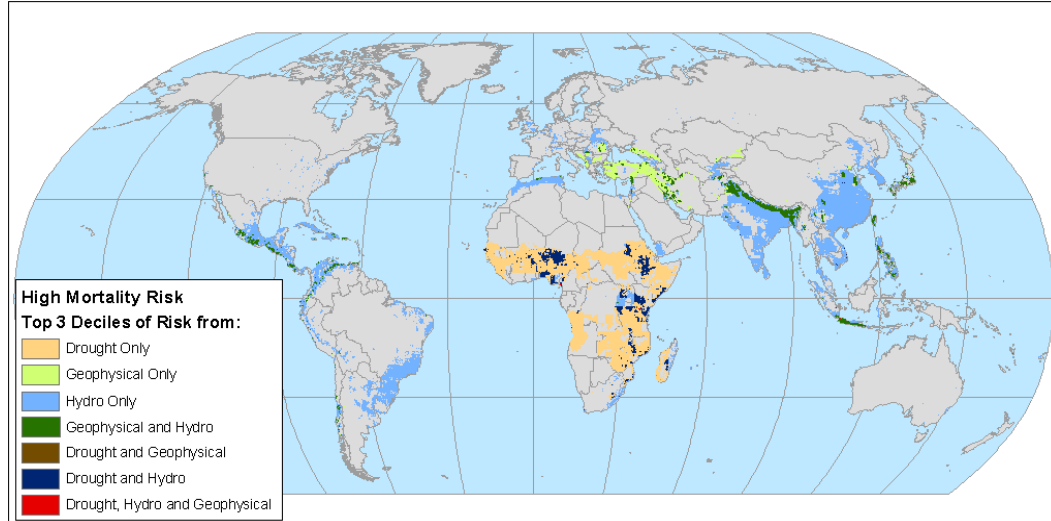 High Mortality Risk
Top 3 Deciles of Risk from:
Drought Only
Geophysical Only
Hydro Only
Geophysical and Hydro
Drought and Geophysical
Drought and Hydro
Drought, Hydro and Geophysical